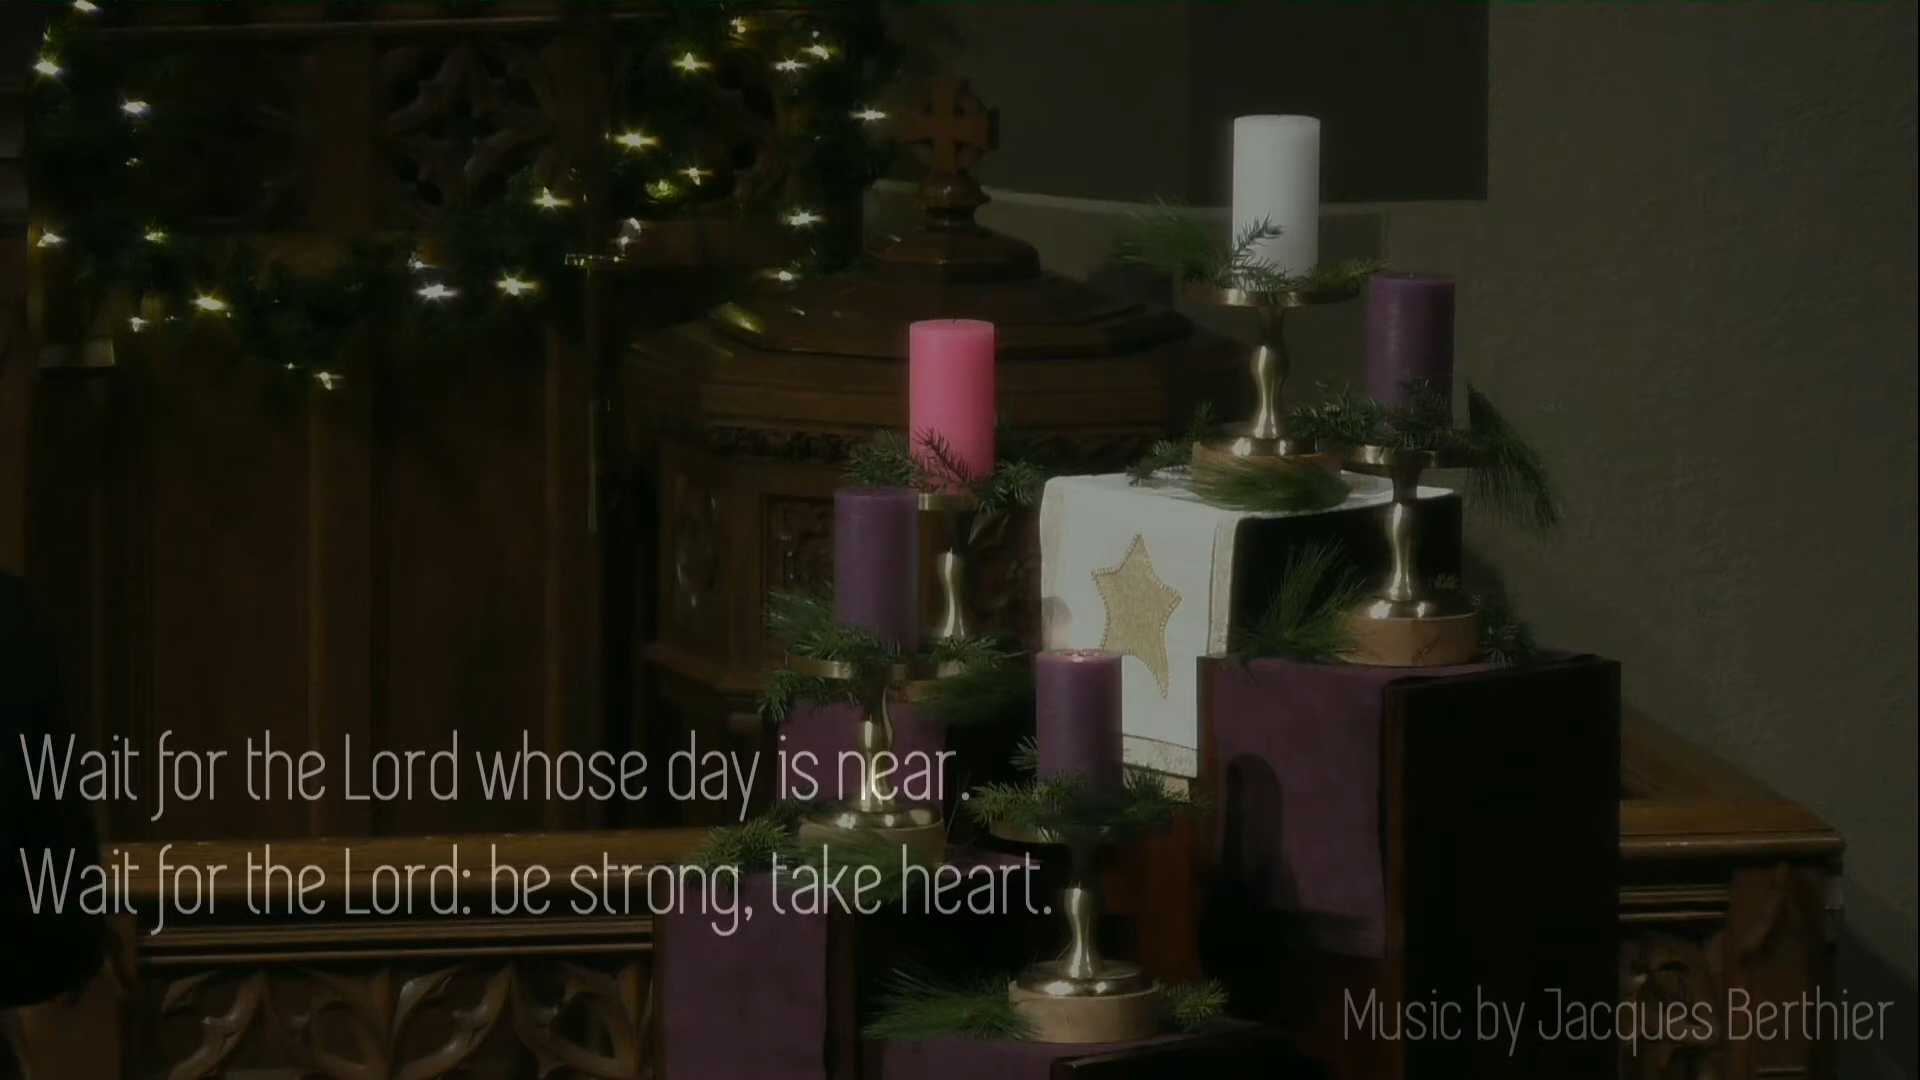 Wait for the Lord whose day is near .
Wait for the Lord: be strong, take heart.
Music by Jacques Berthier